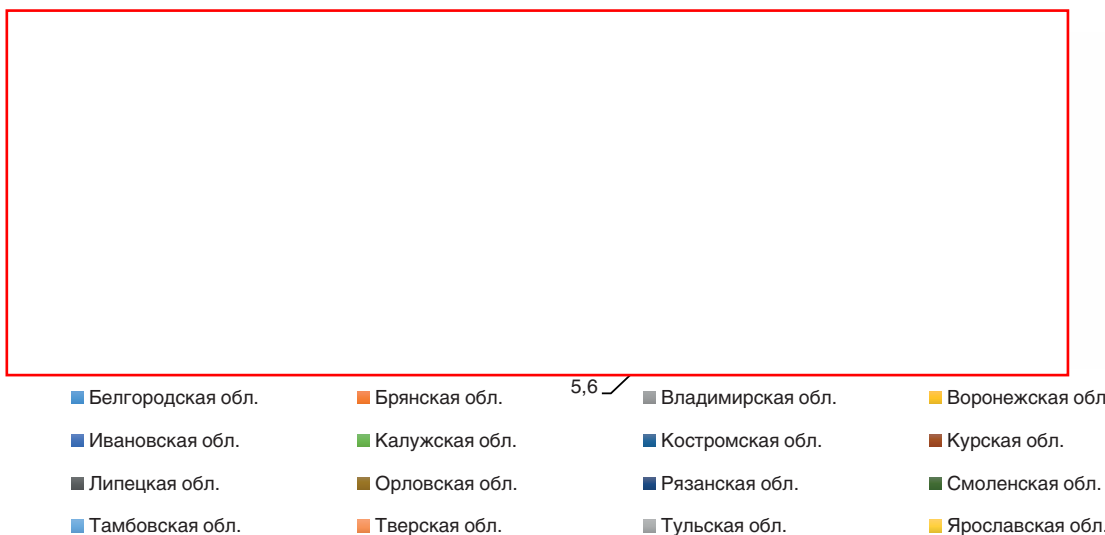 5,6
Белгородская обл. Брянская обл. Владимирская обл. Воронежская обл
Ивановская обл. Калужская обл. Костромская обл. Курская обл.
Липецкая обл. Орловская обл. Рязанская обл. Смоленская обл.
Тамбовская обл. Тверская обл. Тульская обл. Ярославская обл.